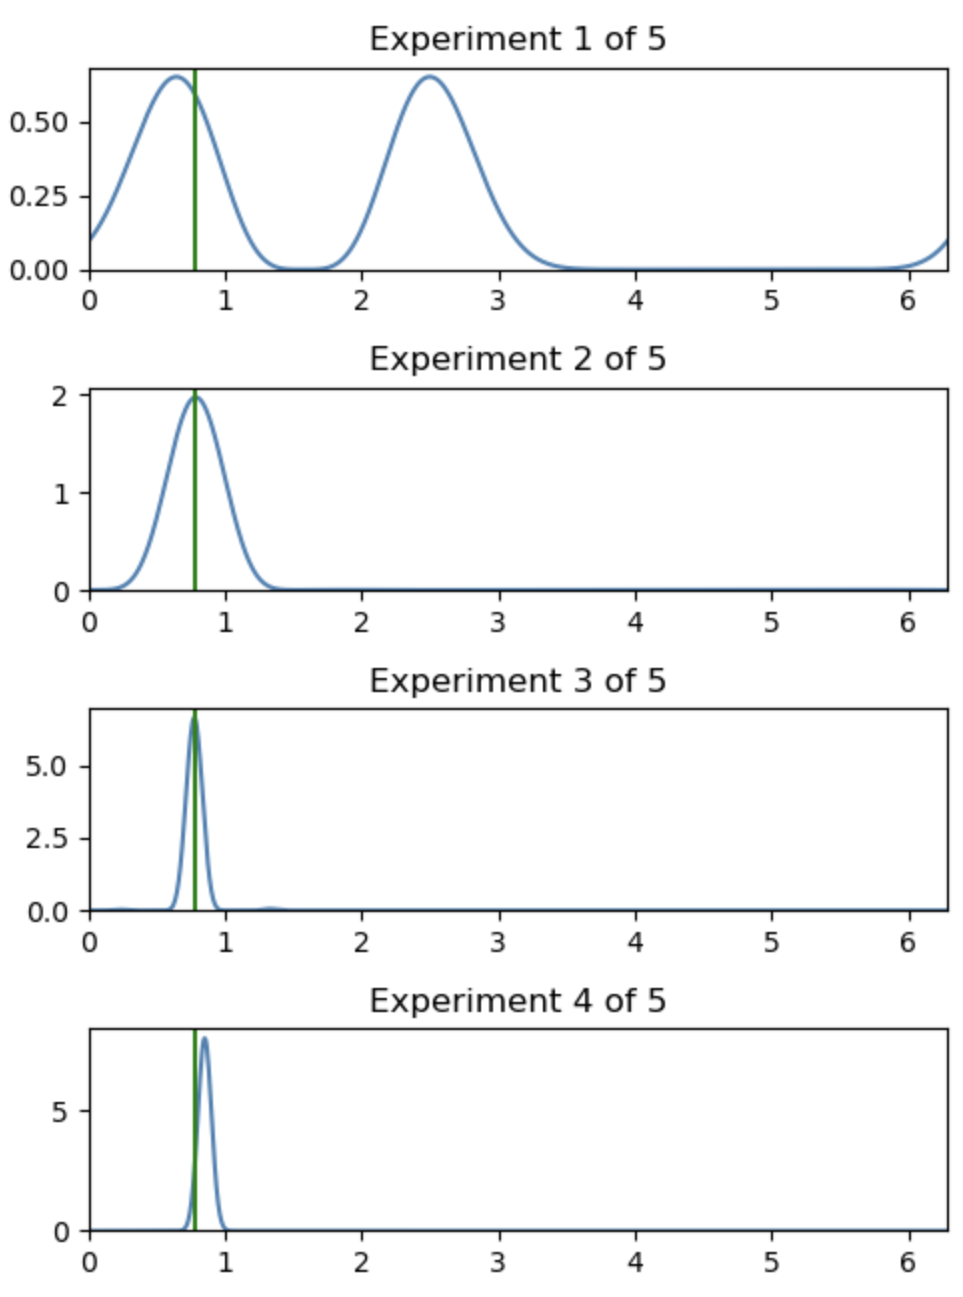 Experiment 1 of 5
0.50
0.25
0.00
0 1 2 3 4 5 6
Experiment 2 of 5
2
1
0
0 1 2 3 4 5 6
Experiment 3 of 5
5.0
2.5
0.0
0 1 2 3 4 5 6
Experiment 4 of 5
5
0
0 1 2 3 4 5 6